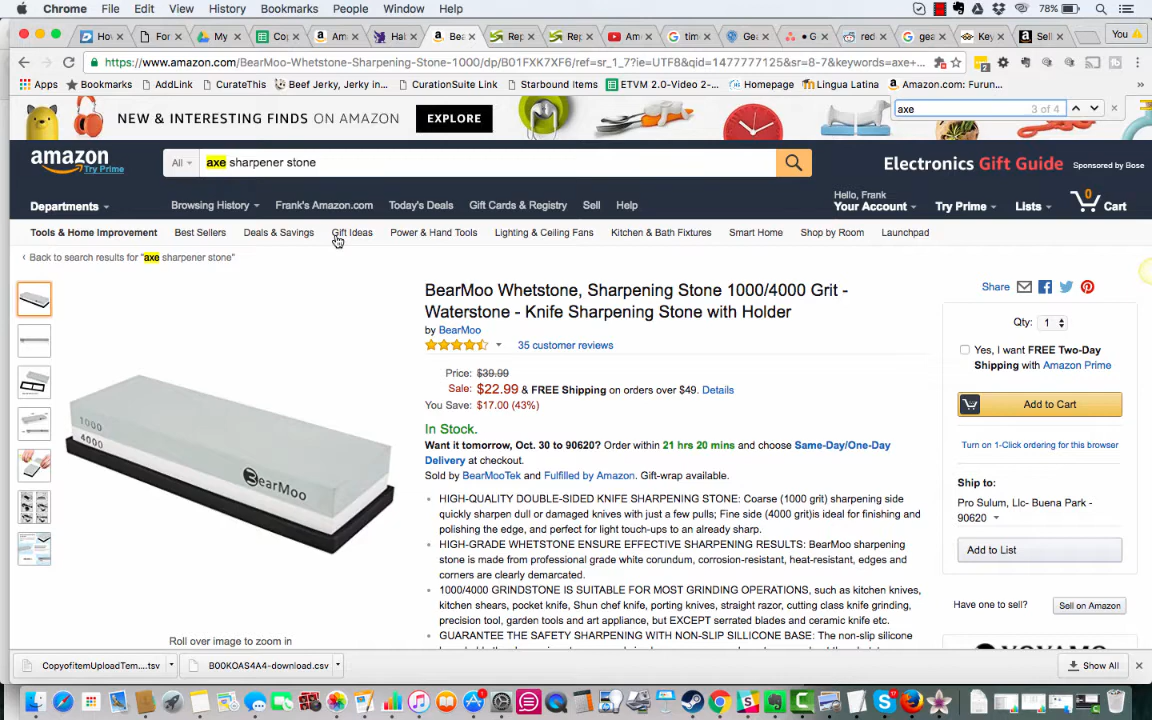 Chrome File Edit View History Bookmarks People Window Help 78%
Ho For My Co Am Hai Be Rep Rep Am tim Ge G red gea Key Sell You
https://www.amazon.com/BearMoo-Whetstone-Sharpening-Stone-1000/dp/B01FXK7XF6/ref=sr_1_7?ie=UTF8&qid=1477777125&sr=8-7&keywords=axe+...
Apps Bookmarks AddLink CurateThis Beef Jerky, Jerky in... CurationSuite Link Starbound Items ETVM 2.0-Video 2-... Homepage Lingua Latina Amazon.com: Furun...
axe 3 of 4
NEW & INTERESTING FINDS ON AMAZON EXPLORE
amazon
Try Prime
All axe sharpener stone
Electronics Gift Guide Sponsored by Bose
Departments Browsing History Frank's Amazon.com Today's Deals Gift Cards & Registry Sell Help
Hello, Frank
Your Account Try Prime Lists 0 Cart
Tools & Home Improvement Best Sellers Deals & Savings Gift Ideas Power & Hand Tools Lighting & Ceiling Fans Kitchen & Bath Fixtures Smart Home Shop by Room Launchpad
‹ Back to search results for "axe sharpener stone"
1000
4000
BearMoo
Roll over image to zoom in
BearMoo Whetstone, Sharpening Stone 1000/4000 Grit -
Waterstone - Knife Sharpening Stone with Holder
by BearMoo
35 customer reviews
Price: $39.99
Sale: $22.99 & FREE Shipping on orders over $49. Details
You Save: $17.00 (43%)
In Stock.
Want it tomorrow, Oct. 30 to 90620? Order within 21 hrs 20 mins and choose Same-Day/One-Day
Delivery at checkout.
Sold by BearMooTek and Fulfilled by Amazon. Gift-wrap available.
• HIGH-QUALITY DOUBLE-SIDED KNIFE SHARPENING STONE: Coarse (1000 grit) sharpening side
quickly sharpen dull or damaged knives with just a few pulls; Fine side (4000 grit)is ideal for finishing and
polishing the edge, and perfect for light touch-ups to an already sharp.
• HIGH-GRADE WHETSTONE ENSURE EFFECTIVE SHARPENING RESULTS: BearMoo sharpening
stone is made from professional grade white corundum, corrosion-resistant, heat-resistant, edges and
corners are clearly demarcated.
• 1000/4000 GRINDSTONE IS SUITABLE FOR MOST GRINDING OPERATIONS, such as kitchen knives,
kitchen shears, pocket knife, Shun chef knife, porting knives, straight razor, cutting class knife grinding,
precision tool, garden tools and art appliance, but EXCEPT serrated blades and ceramic knife etc.
• GUARANTEE THE SAFETY SHARPENING WITH NON-SLIP SILLICONE BASE: The non-slip silicone
Share
Qty: 1
Yes, I want FREE Two-Day
Shipping with Amazon Prime
Add to Cart
Turn on 1-Click ordering for this browser
Ship to:
Pro Sulum, Llc- Buena Park -
90620
Add to List
Have one to sell? Sell on Amazon
CopyofitemUploadTem....tsv B00KOAS4A4-download.csv Show All